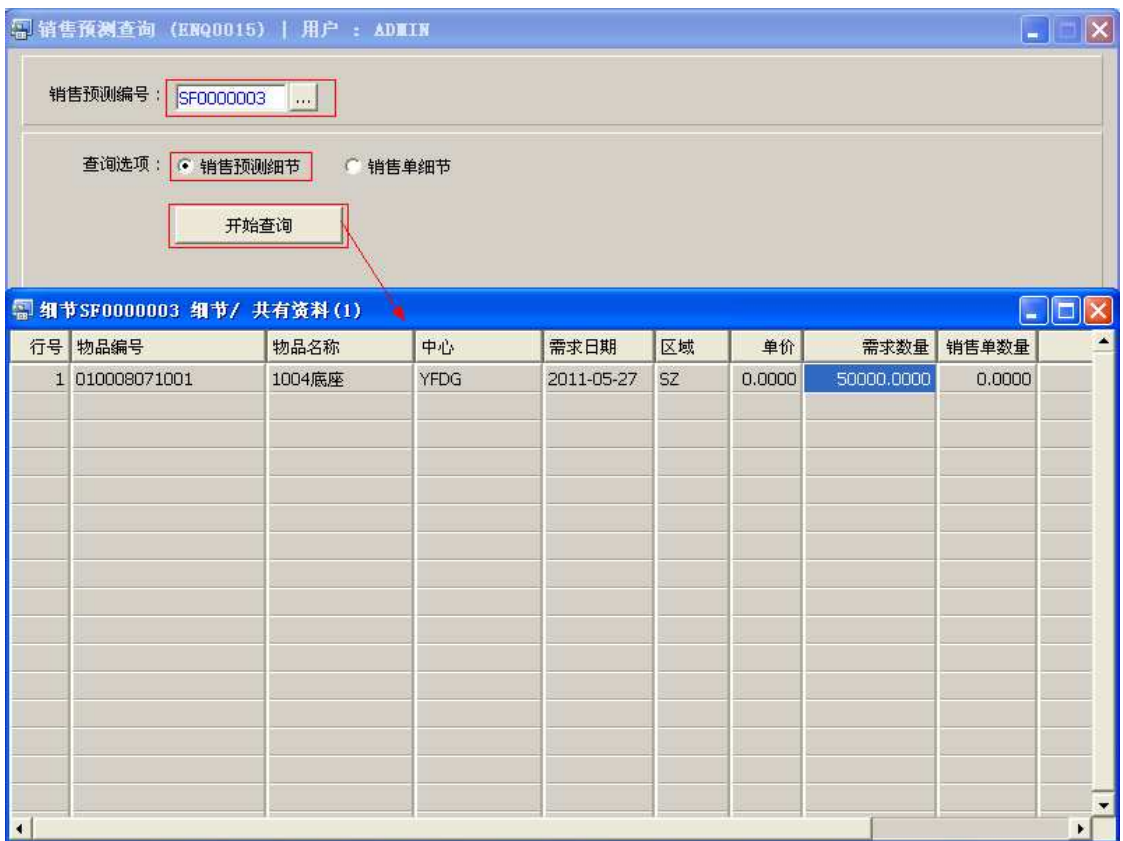 销售预测查询 (ENQ0015) | 用户 : ADMIN
销售预测编号: SF0000003 ...
查询选项: 销售预测细节 销售单细节
开始查询
细节SF0000003 细节/ 共有资料(1)
行号 物品编号 物品名称 中心 需求日期 区域 单价 需求数量 销售单数量
1 010008071001 1004底座 YFDG 2011-05-27 SZ 0.0000 50000.0000 0.0000